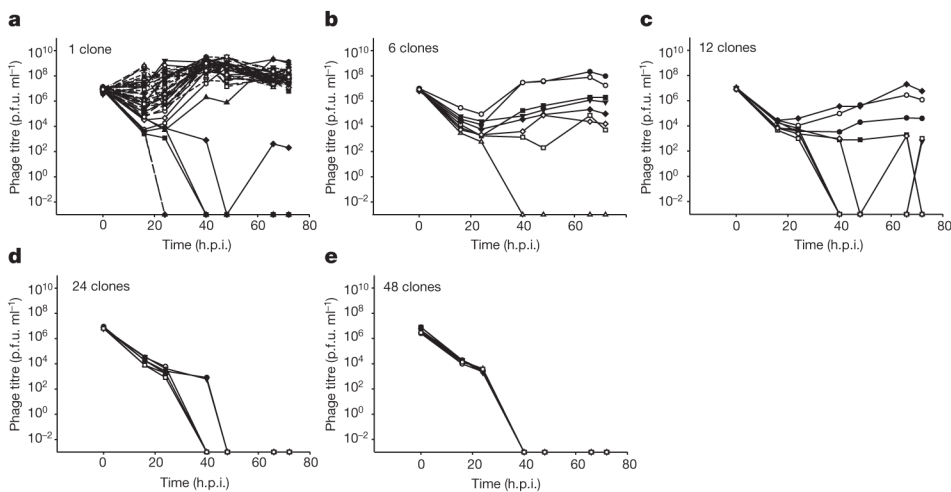 a
1 clone
10¹⁰
10⁸
10⁶
10⁴
10²
10⁰
10⁻²
Phage titre (p.f.u. ml⁻¹)
0 20 40 60 80
Time (h.p.i.)
b
6 clones
10¹⁰
10⁸
10⁶
10⁴
10²
10⁰
10⁻²
Phage titre (p.f.u. ml⁻¹)
0 20 40 60 80
Time (h.p.i.)
c
12 clones
10¹⁰
10⁸
10⁶
10⁴
10²
10⁰
10⁻²
Phage titre (p.f.u. ml⁻¹)
0 20 40 60 80
Time (h.p.i.)
d
24 clones
10¹⁰
10⁸
10⁶
10⁴
10²
10⁰
10⁻²
Phage titre (p.f.u. ml⁻¹)
0 20 40 60 80
Time (h.p.i.)
e
48 clones
10¹⁰
10⁸
10⁶
10⁴
10²
10⁰
10⁻²
Phage titre (p.f.u. ml⁻¹)
0 20 40 60 80
Time (h.p.i.)